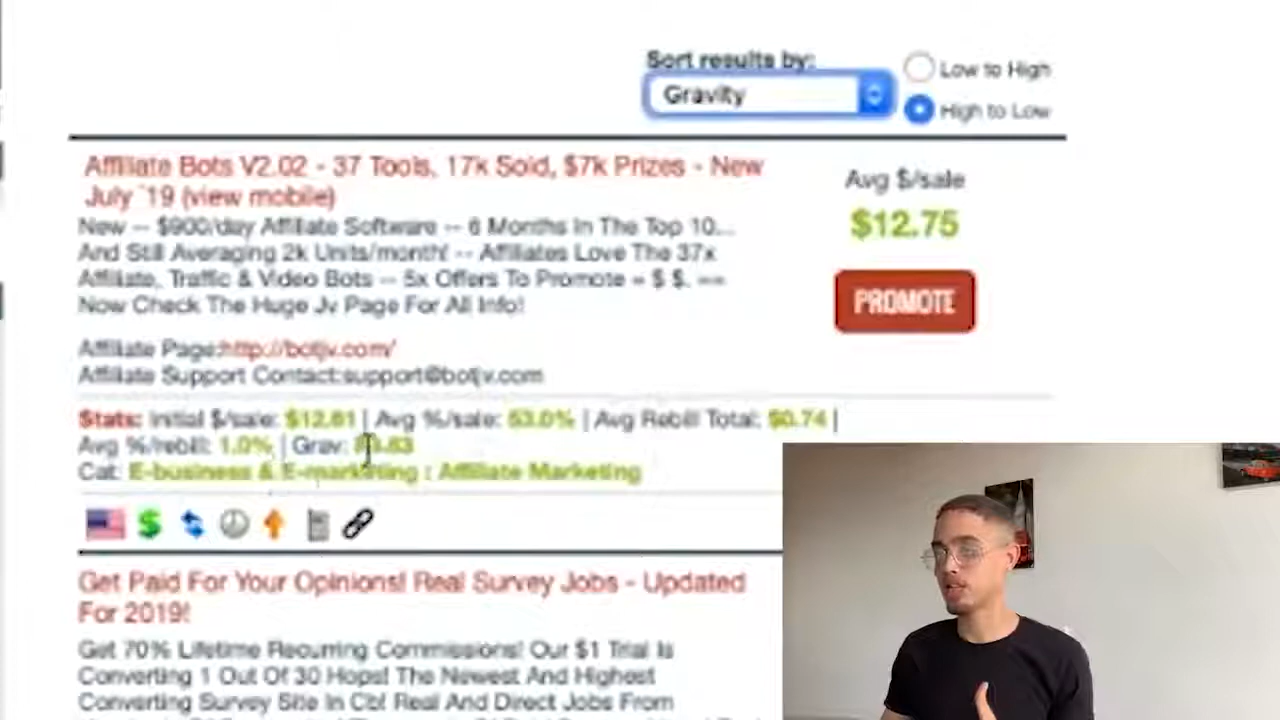 Sort results by:
Low to High
Gravity
High to Low
Affiliate Bots V2.02 - 37 Tools, 17k Sold, $7k Prizes - New
July `19 (view mobile)
Avg $/sale
$12.75
New -- $900/day Affiliate Software -- 6 Months In The Top 10...
And Still Averaging 2k Units/month! -- Affiliates Love The 37x
Affiliate, Traffic & Video Bots -- 5x Offers To Promote = $ $. ==
Now Check The Huge Jv Page For All Info!
PROMOTE
Affiliate Page:http://botjv.com/
Affiliate Support Contact:support@botjv.com
Stats: Initial $/sale: $12.61 | Avg %/sale: 53.0% | Avg Rebill Total: $0.74 |
Avg %/rebill: 1.0% | Grav:
Cat: E-business & E-marketing : Affiliate Marketing
Get Paid For Your Opinions! Real Survey Jobs - Updated
For 2019!
Get 70% Lifetime Recurring Commissions! Our $1 Trial Is
Converting 1 Out Of 30 Hops! The Newest And Highest
Converting Survey Site In Cb! Real And Direct Jobs From